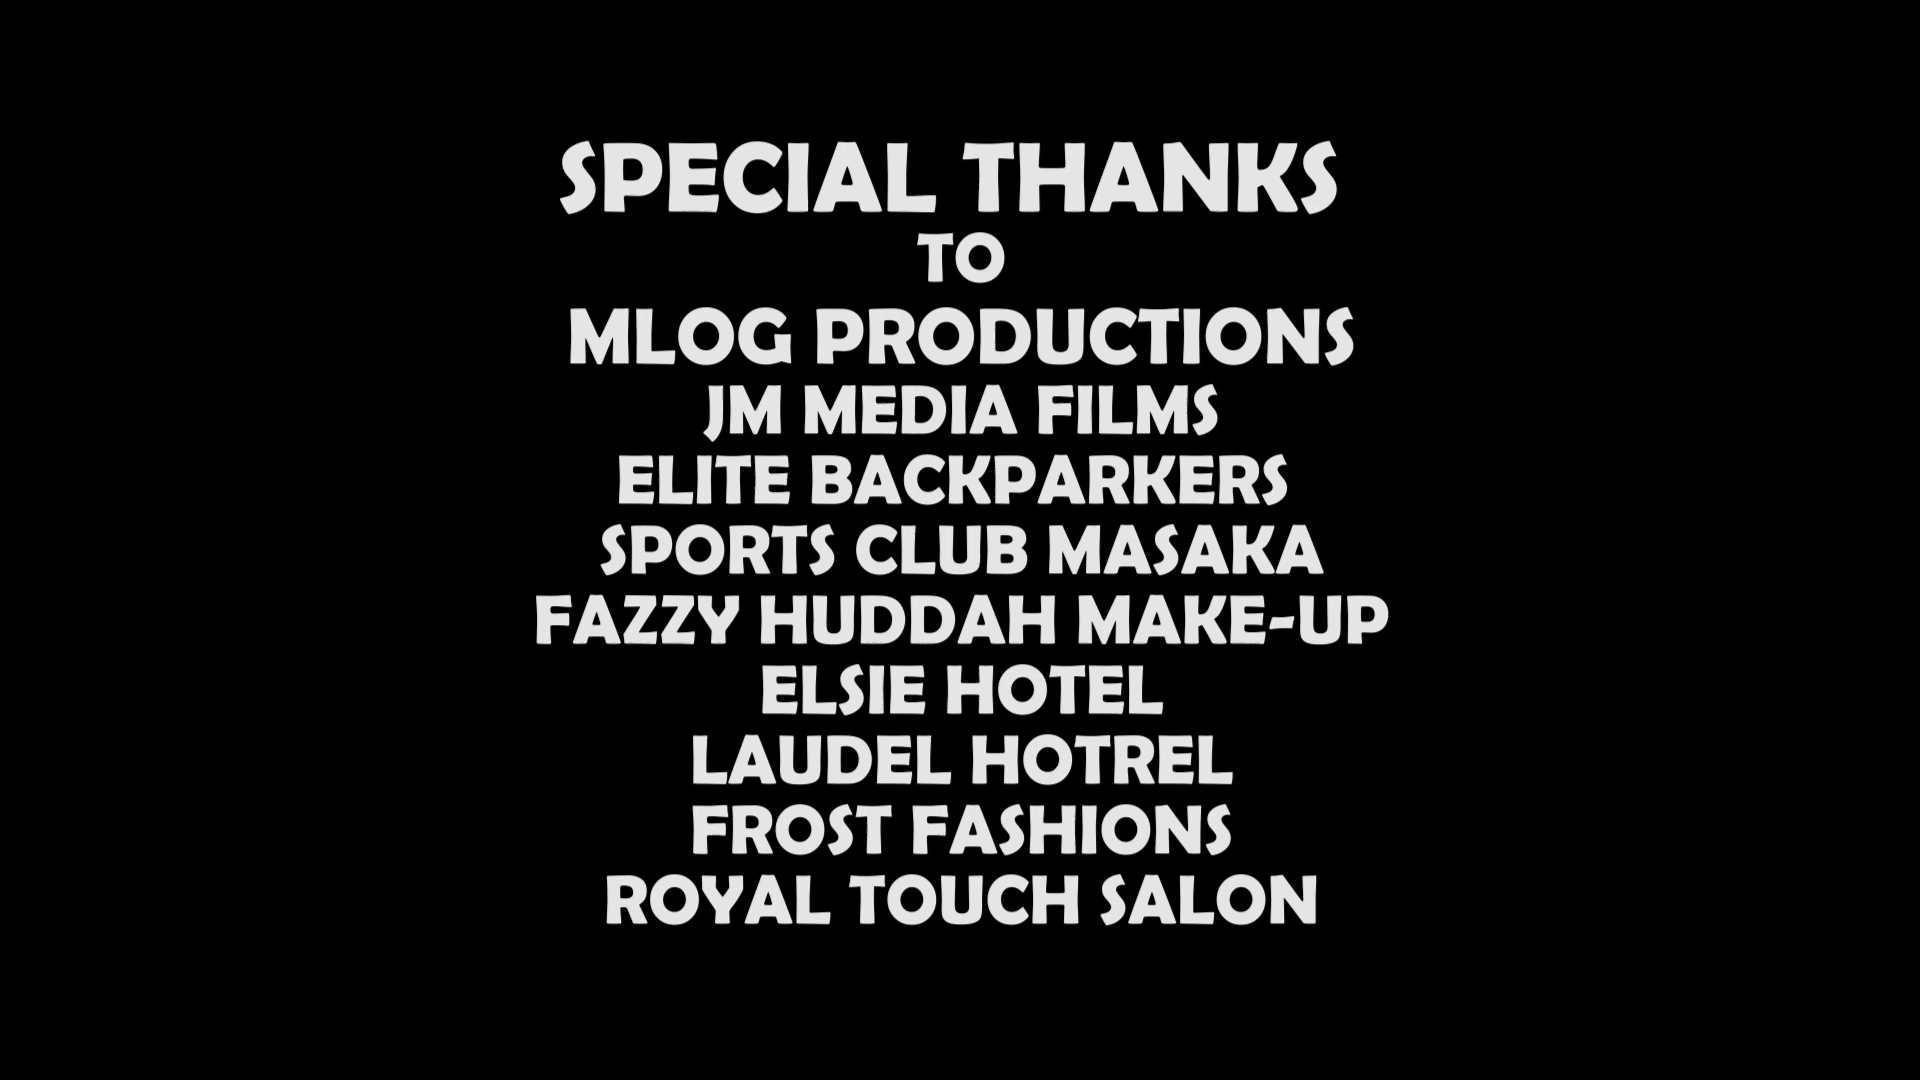 SPECIAL THANKS
TO
MLOG PRODUCTIONS
JM MEDIA FILMS
ELITE BACKPARKERS
SPORTS CLUB MASAKA
FAZZY HUDDAH MAKE-UP
ELSIE HOTEL
LAUDEL HOTREL
FROST FASHIONS
ROYAL TOUCH SALON